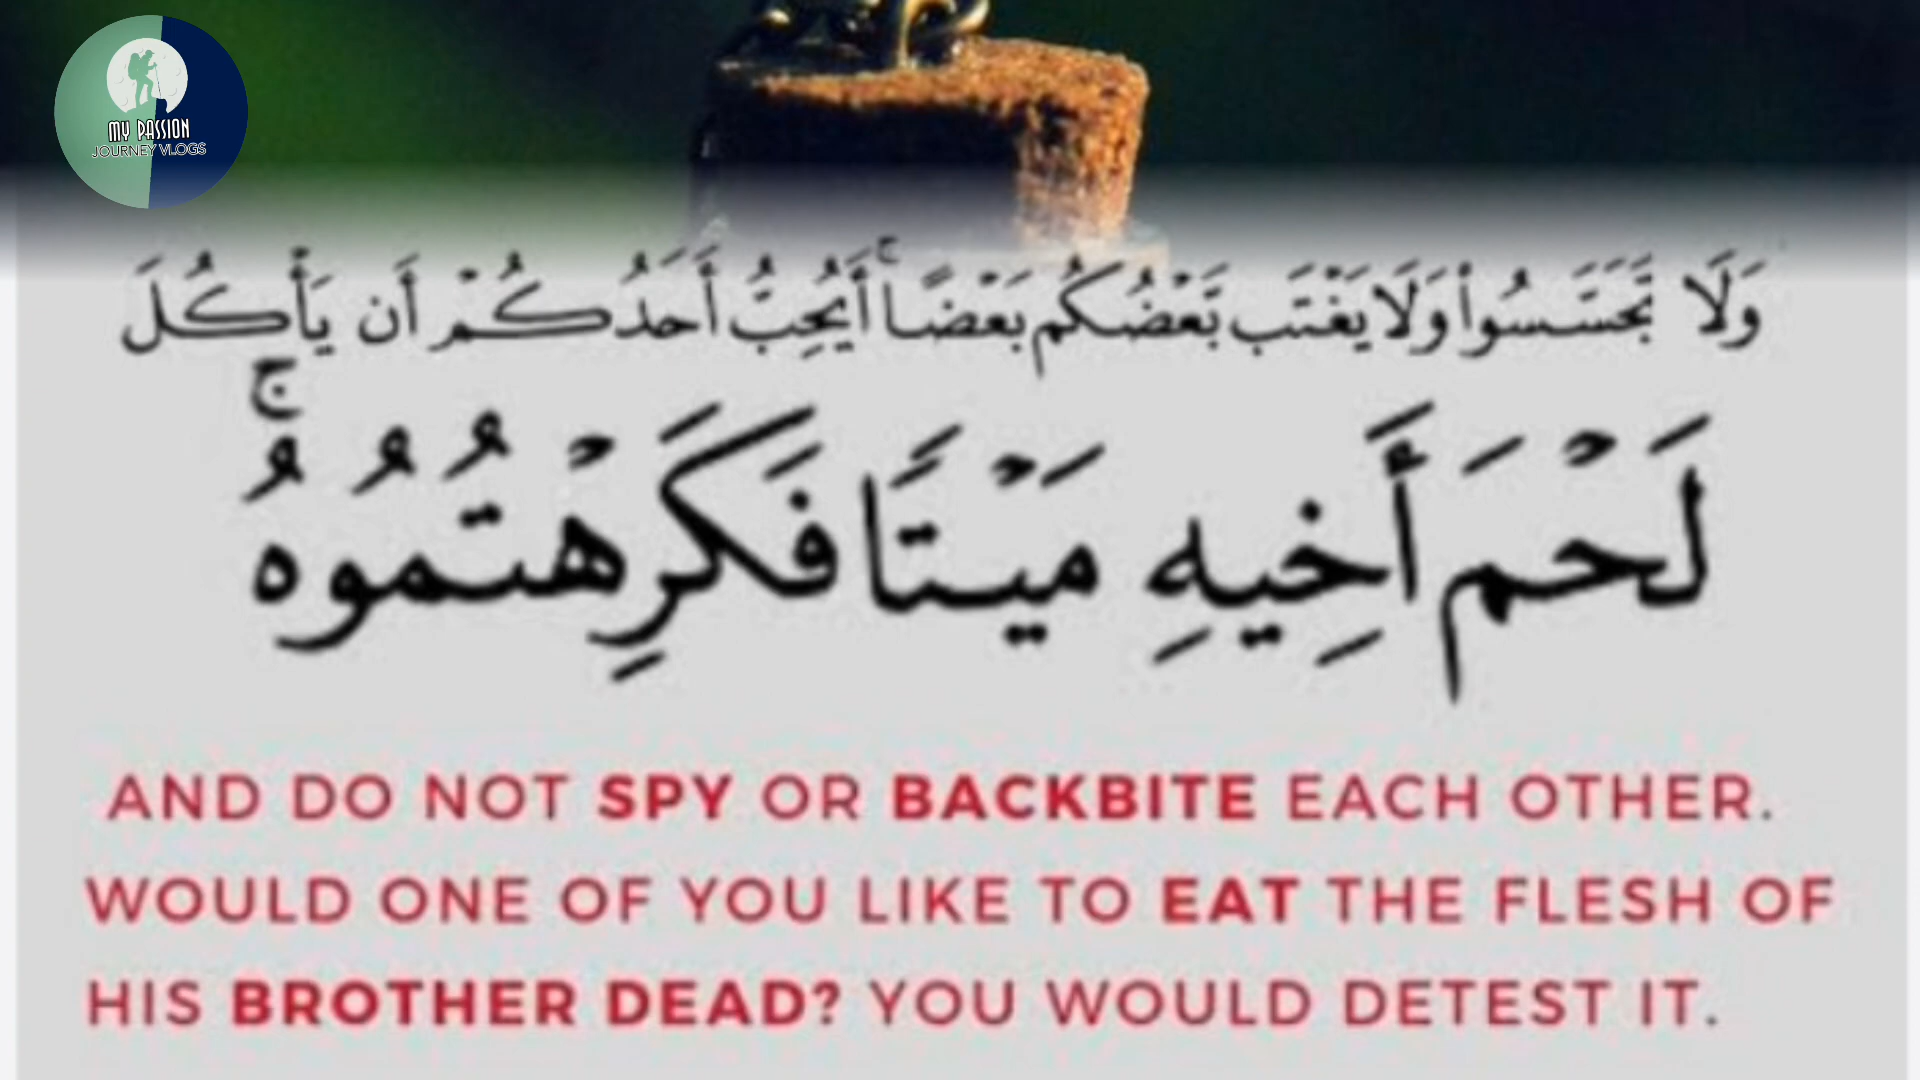 MY PASSION
JOURNEY VLOGS
وَلَا تَجَسَّسُوا۟ وَلَا يَغْتَب بَّعْضُكُم بَعْضًا ۚ أَيُحِبُّ أَحَدُكُمْ أَن يَأْكُلَ
لَحْمَ أَخِيهِ مَيْتًا فَكَرِهْتُمُوهُ ۚ
AND DO NOT SPY OR BACKBITE EACH OTHER.
WOULD ONE OF YOU LIKE TO EAT THE FLESH OF
HIS BROTHER DEAD? YOU WOULD DETEST IT.